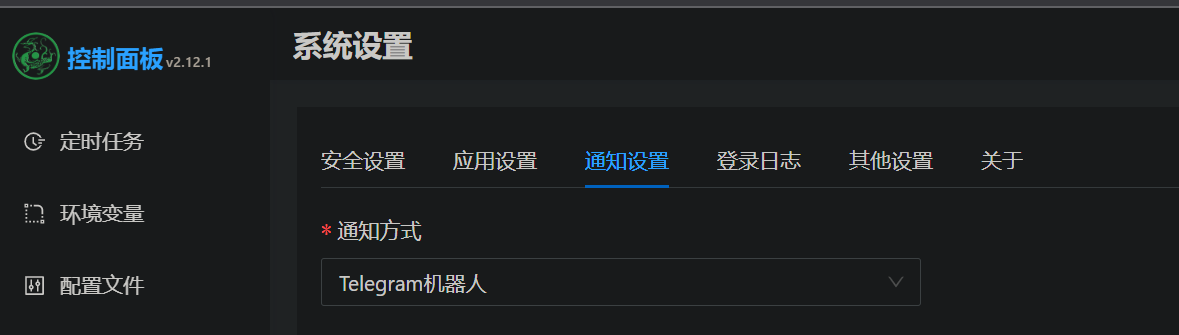 控制面板 v2.12.1
系统设置
定时任务
环境变量
配置文件
安全设置 应用设置 通知设置 登录日志 其他设置 关于
* 通知方式
Telegram机器人